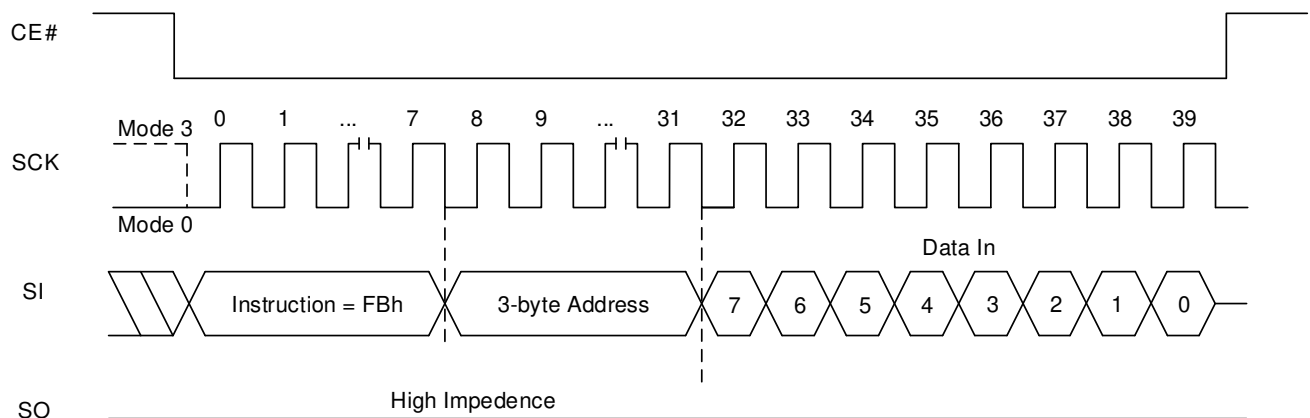 CE#
0 1 ... 7 8 9 ... 31 32 33 34 35 36 37 38 39
Mode 3
SCK
Mode 0
Data In
SI
Instruction = FBh
3-byte Address
7 6 5 4 3 2 1 0
High Impedence
SO